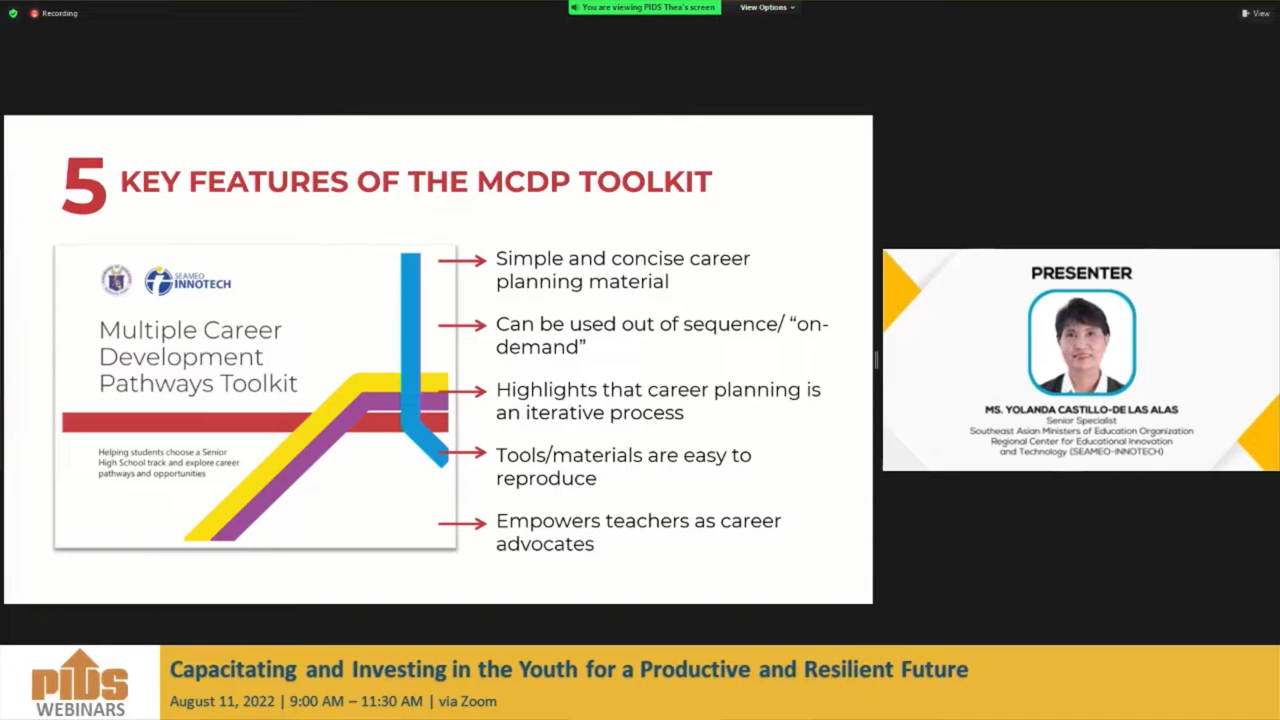 Recording
You are viewing PIDS Thea's screen
View Options
View
5 KEY FEATURES OF THE MCDP TOOLKIT
SEAMEO
INNOTECH
Multiple Career
Development
Pathways Toolkit
Helping students choose a Senior
High School track and explore career
pathways and opportunities
Simple and concise career
planning material
Can be used out of sequence/ “on-
demand”
Highlights that career planning is
an iterative process
Tools/materials are easy to
reproduce
Empowers teachers as career
advocates
PRESENTER
MS. YOLANDA CASTILLO-DE LAS ALAS
Senior Specialist
Southeast Asian Ministers of Education Organization
Regional Center for Educational Innovation
and Technology (SEAMEO-INNOTECH)
PIDS
WEBINARS
Capacitating and Investing in the Youth for a Productive and Resilient Future
August 11, 2022 | 9:00 AM – 11:30 AM | via Zoom